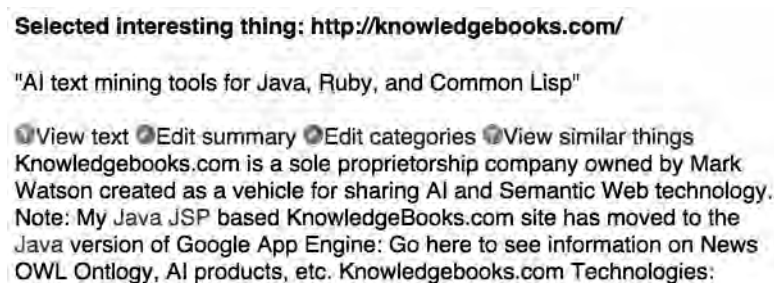 Selected interesting thing: http://knowledgebooks.com/
"AI text mining tools for Java, Ruby, and Common Lisp"
View text Edit summary Edit categories View similar things
Knowledgebooks.com is a sole proprietorship company owned by Mark
Watson created as a vehicle for sharing AI and Semantic Web technology.
Note: My Java JSP based KnowledgeBooks.com site has moved to the
Java version of Google App Engine: Go here to see information on News
OWL Ontlogy, AI products, etc. Knowledgebooks.com Technologies: